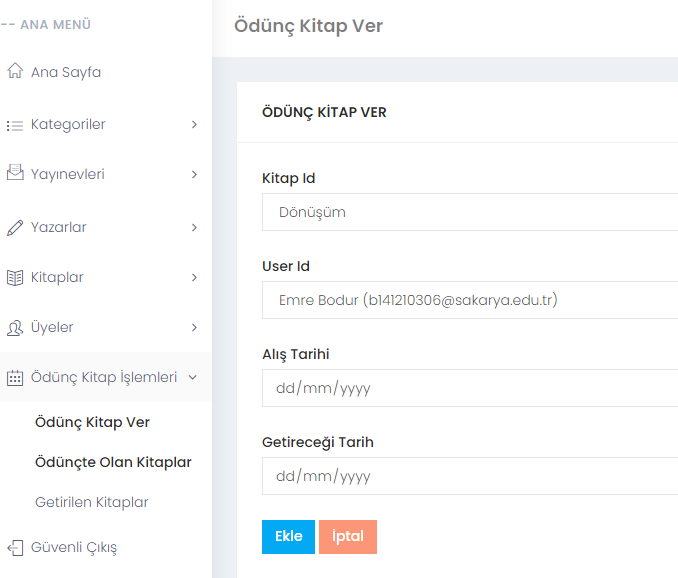 -- ANA MENÜ
Ana Sayfa
Kategoriler
Yayınevleri
Yazarlar
Kitaplar
Üyeler
Ödünç Kitap İşlemleri
Ödünç Kitap Ver
Ödünçte Olan Kitaplar
Getirilen Kitaplar
Güvenli Çıkış
Ödünç Kitap Ver
ÖDÜNÇ KİTAP VER
Kitap Id
Dönüşüm
User Id
Emre Bodur (b141210306@sakarya.edu.tr)
Alış Tarihi
dd/mm/yyyy
Getireceği Tarih
dd/mm/yyyy
Ekle İptal